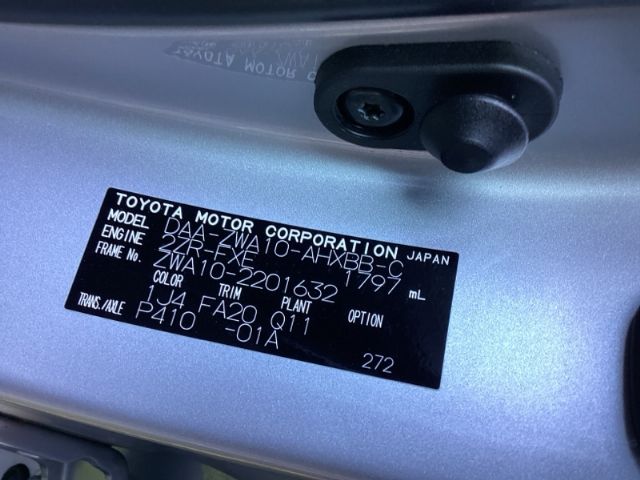 TOYOTA MOTOR CORPORATION JAPAN
MODEL DAA-ZWA10-AHXBB-C
ENGINE 2ZR-FXE 1797 mL
FRAME No. ZWA10-2201632
COLOR TRIM PLANT OPTION
1J4 FA20 Q11
TRANS./AXLE P410 -01A
272